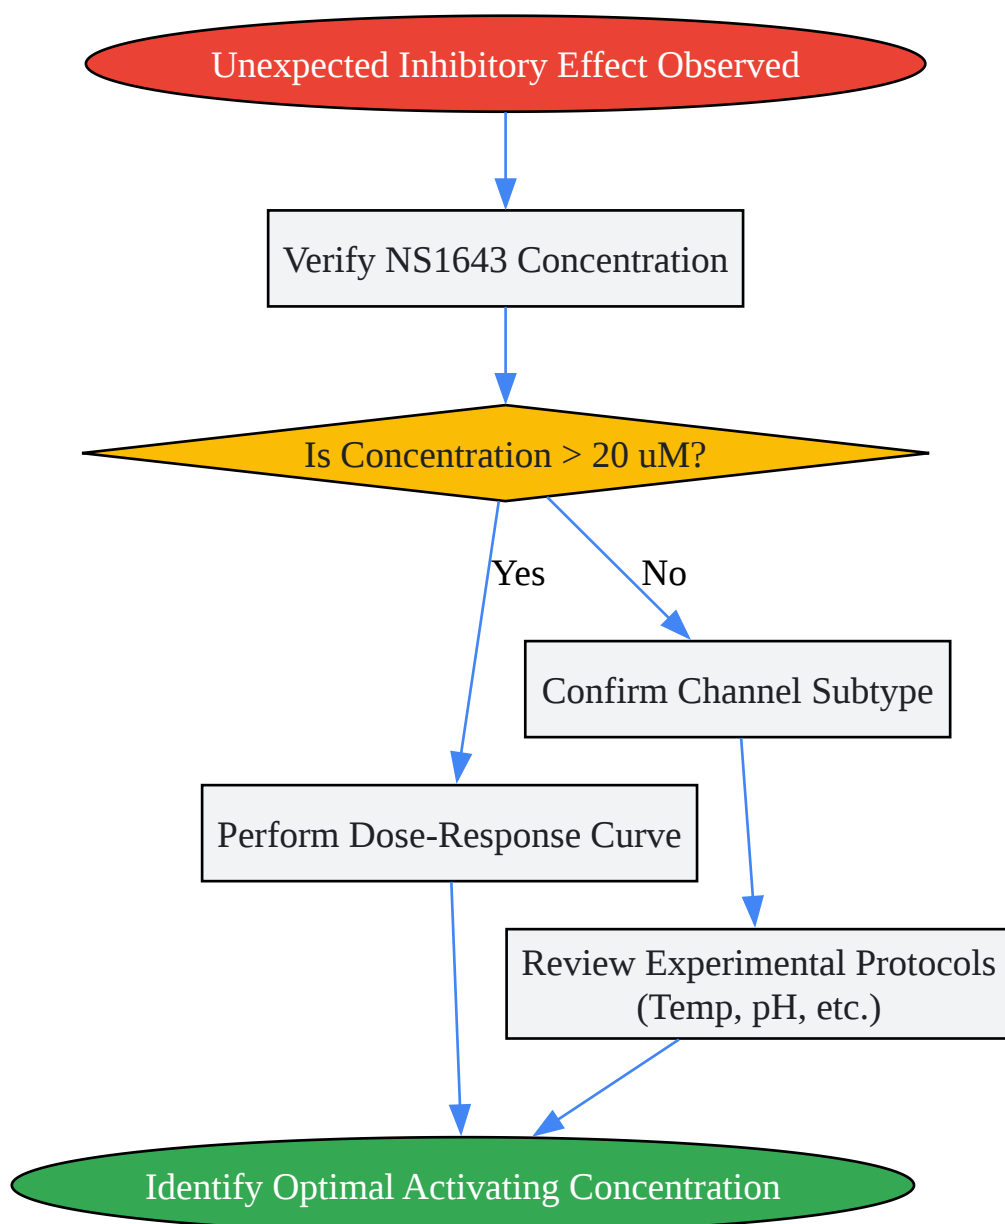 Unexpected Inhibitory Effect Observed
Verify NS1643 Concentration
Is Concentration > 20 uM?
Yes
No
Confirm Channel Subtype
Perform Dose-Response Curve
Review Experimental Protocols
(Temp, pH, etc.)
Identify Optimal Activating Concentration